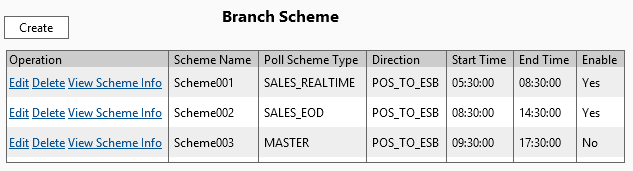 Branch Scheme
Create
Operation Scheme Name Poll Scheme Type Direction Start Time End Time Enable
Edit Delete View Scheme Info Scheme001 SALES_REALTIME POS_TO_ESB 05:30:00 08:30:00 Yes
Edit Delete View Scheme Info Scheme002 SALES_EOD POS_TO_ESB 08:30:00 14:30:00 Yes
Edit Delete View Scheme Info Scheme003 MASTER POS_TO_ESB 09:30:00 17:30:00 No